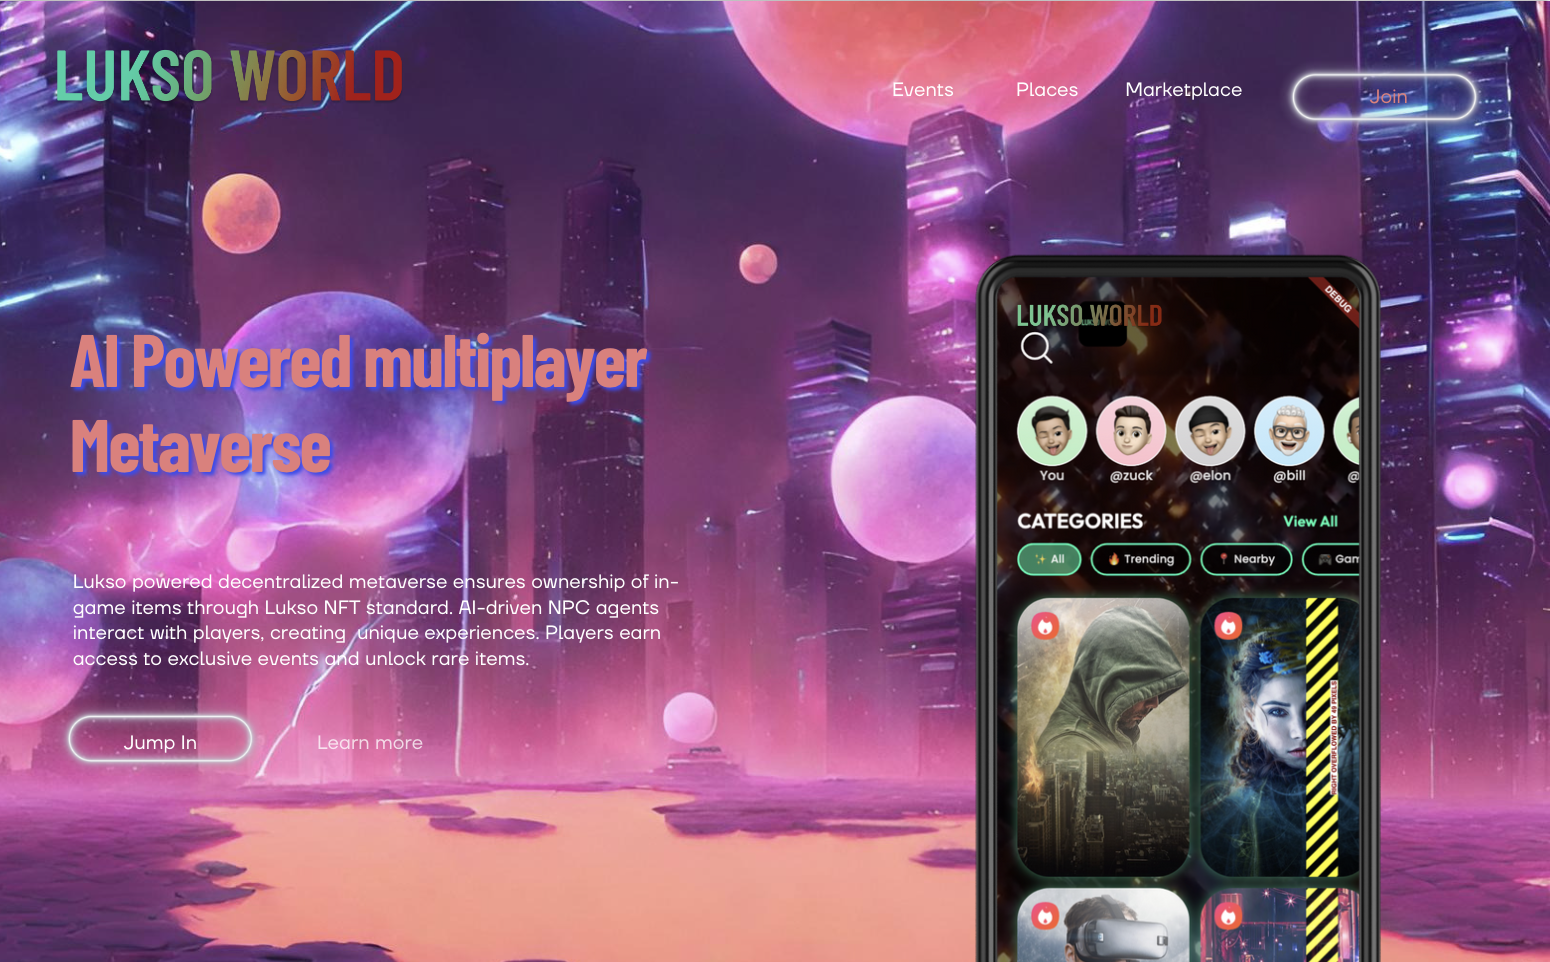 LUKSO WORLD
Events
Places
Marketplace
Join
AI Powered multiplayer
Metaverse
Lukso powered decentralized metaverse ensures ownership of in-
game items through Lukso NFT standard. AI-driven NPC agents
interact with players, creating  unique experiences. Players earn
access to exclusive events and unlock rare items.
Jump In
Learn more
DEBUG
LUKSO WORLD
You
@zuck
@elon
@bill
@
CATEGORIES
View All
All
Trending
Nearby
Gam
RIGHT OVERFLOWED BY 49 PIXELS